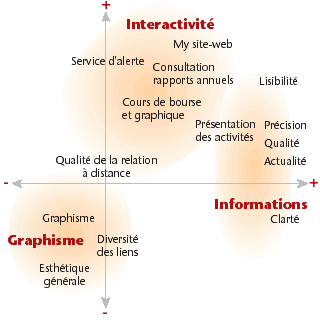 +
Interactivité
My site-web
Service d'alerte
Consultation
rapports annuels
Lisibilité
Cours de bourse
et graphique
Présentation
des activités
Précision
Qualité
Actualité
Qualité de la relation
à distance
-
+
Informations
Clarté
Graphisme
Graphisme
Diversité
des liens
Esthétique
générale
-